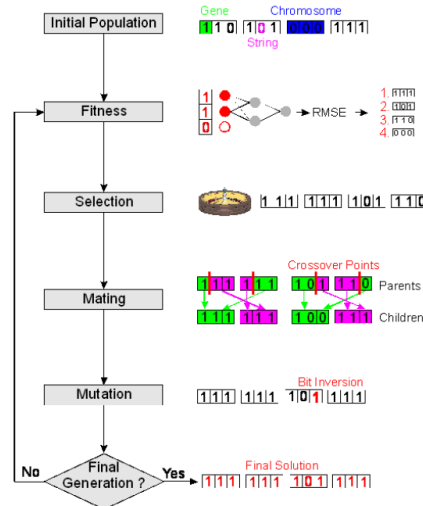 Initial Population
Gene Chromosome
1 1 0 1 0 1 0 0 0 1 1 1
String
Fitness
1
1
0
RMSE
1. 1 1 1
2. 1 0 1
3. 1 1 0
4. 0 0 0
Selection
1 1 1 1 1 1 1 0 1 1 1 0
Crossover Points
Mating
1 1 1 1 1 1 1 0 1 1 1 0 Parents
1 1 1 1 1 1 1 0 0 1 1 1 Children
Bit Inversion
Mutation
1 1 1 1 1 1 1 0 1 1 1 1
No
Final
Generation ?
Yes
Final Solution
1 1 1 1 1 1 1 0 1 1 1 1